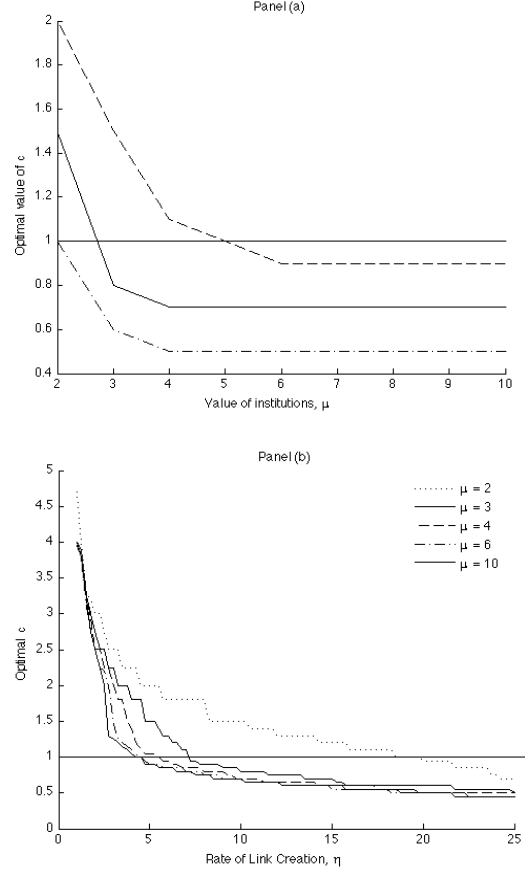 Panel (a)
2
1.8
1.6
1.4
1.2
1
0.8
0.6
0.4
Optimal value of c
2 3 4 5 6 7 8 9 10
Value of institutions, μ
Panel (b)
5
4.5
4
3.5
3
2.5
2
1.5
1
0.5
0
Optimal c
μ = 2
μ = 3
μ = 4
μ = 6
μ = 10
0 5 10 15 20 25
Rate of Link Creation, η